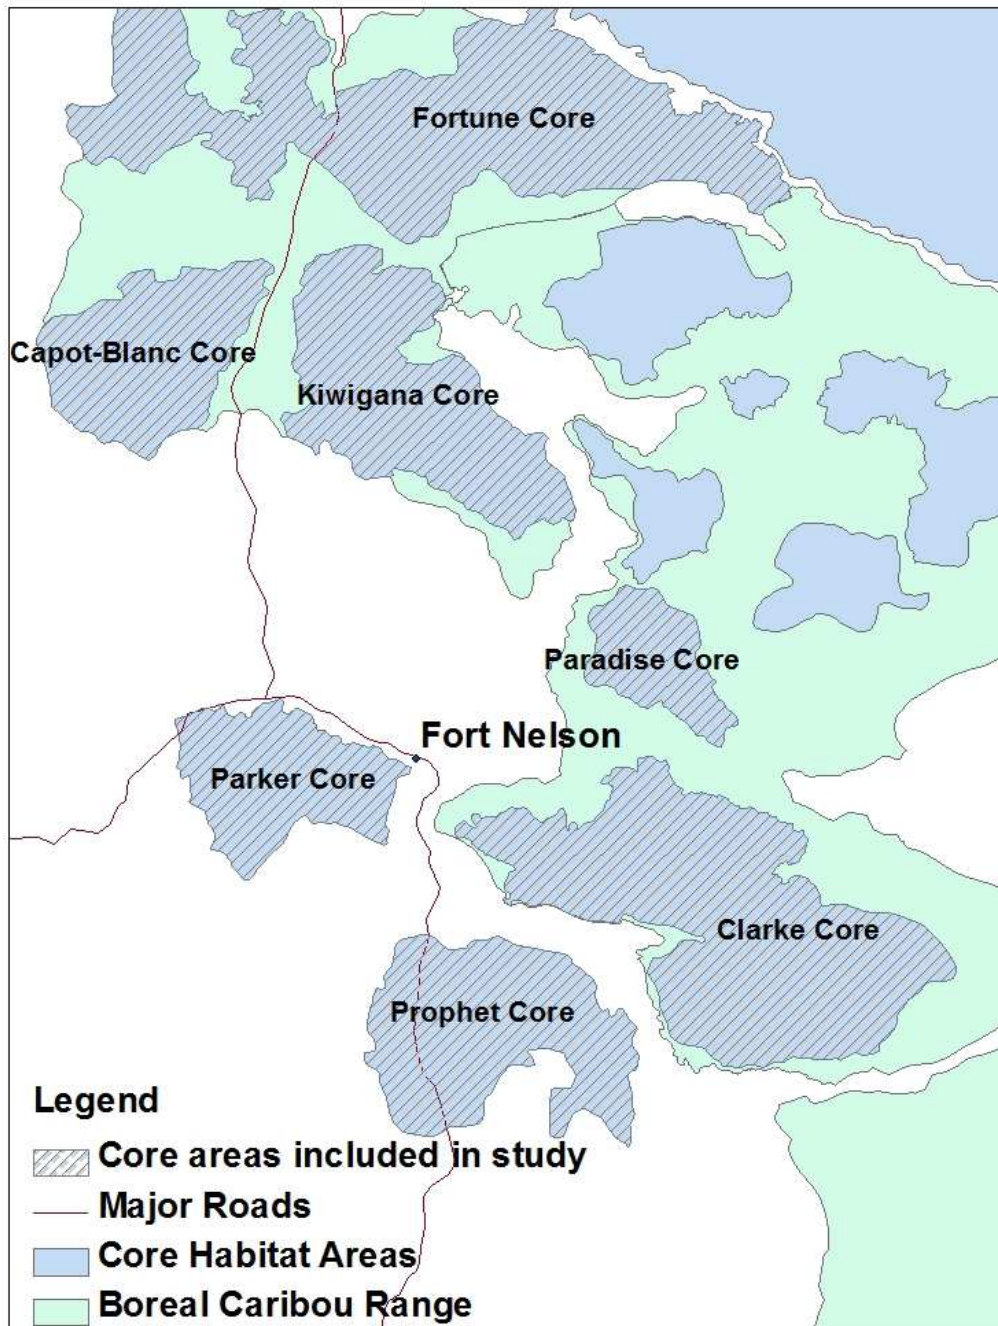 Fortune Core
Capot-Blanc Core
Kiwigana Core
Paradise Core
Fort Nelson
Parker Core
Clarke Core
Prophet Core
Legend
Core areas included in study
Major Roads
Core Habitat Areas
Boreal Caribou Range